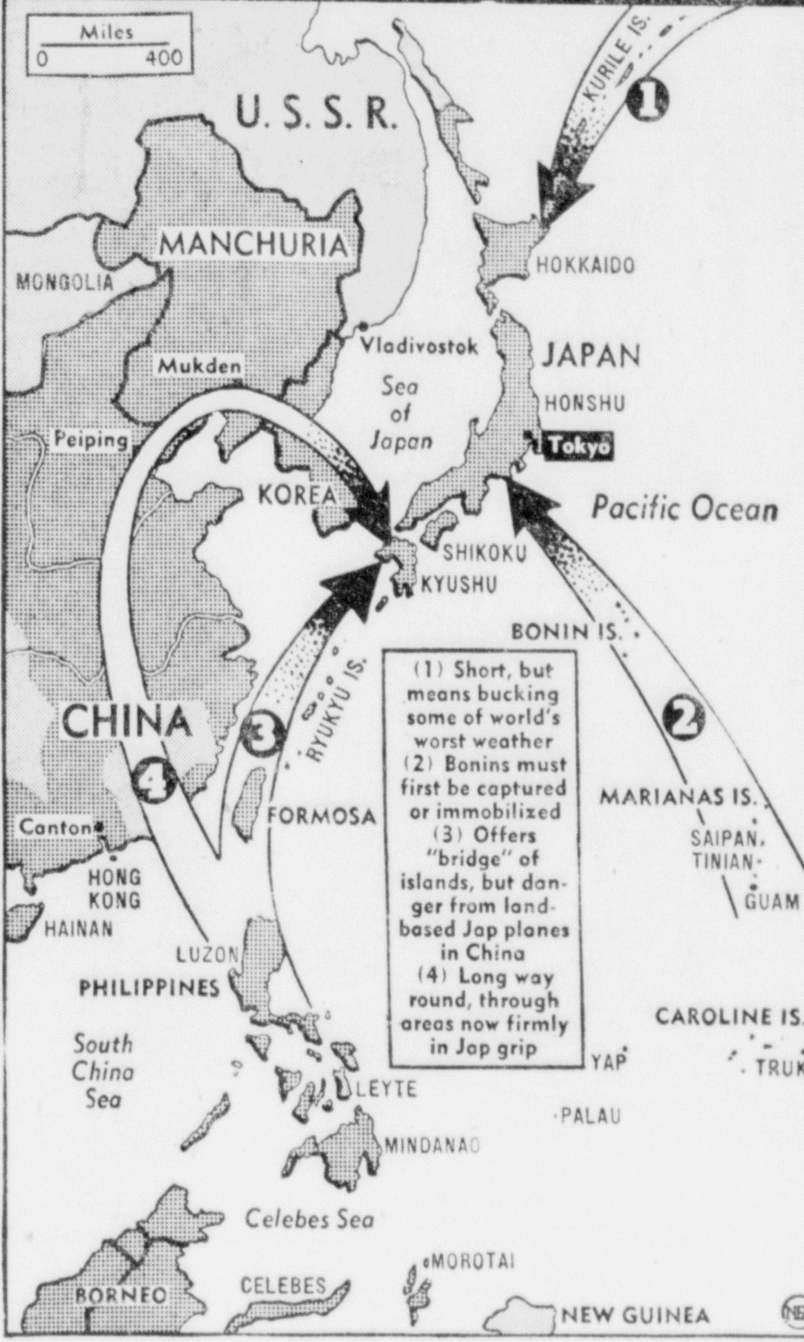 Miles
0 400
U. S. S. R.
KURILE IS.
1
MANCHURIA
MONGOLIA
HOKKAIDO
Vladivostok
JAPAN
Mukden
Sea
of
Japan
HONSHU
Peiping
Tokyo
KOREA
Pacific Ocean
SHIKOKU
KYUSHU
BONIN IS.
RYUKYU IS.
CHINA
3
2
4
(1) Short, but
means bucking
some of world's
worst weather
(2) Bonins must
first be captured
or immobilized
(3) Offers
"bridge" of
islands, but dan-
ger from land-
based Jap planes
in China
(4) Long way
round, through
areas now firmly
in Jap grip
MARIANAS IS.
FORMOSA
Canton
SAIPAN
TINIAN
HONG
KONG
GUAM
HAINAN
LUZON
PHILIPPINES
CAROLINE IS.
South
China
Sea
YAP
TRUK
LEYTE
PALAU
MINDANAO
Celebes Sea
MOROTAI
BORNEO
CELEBES
NEW GUINEA